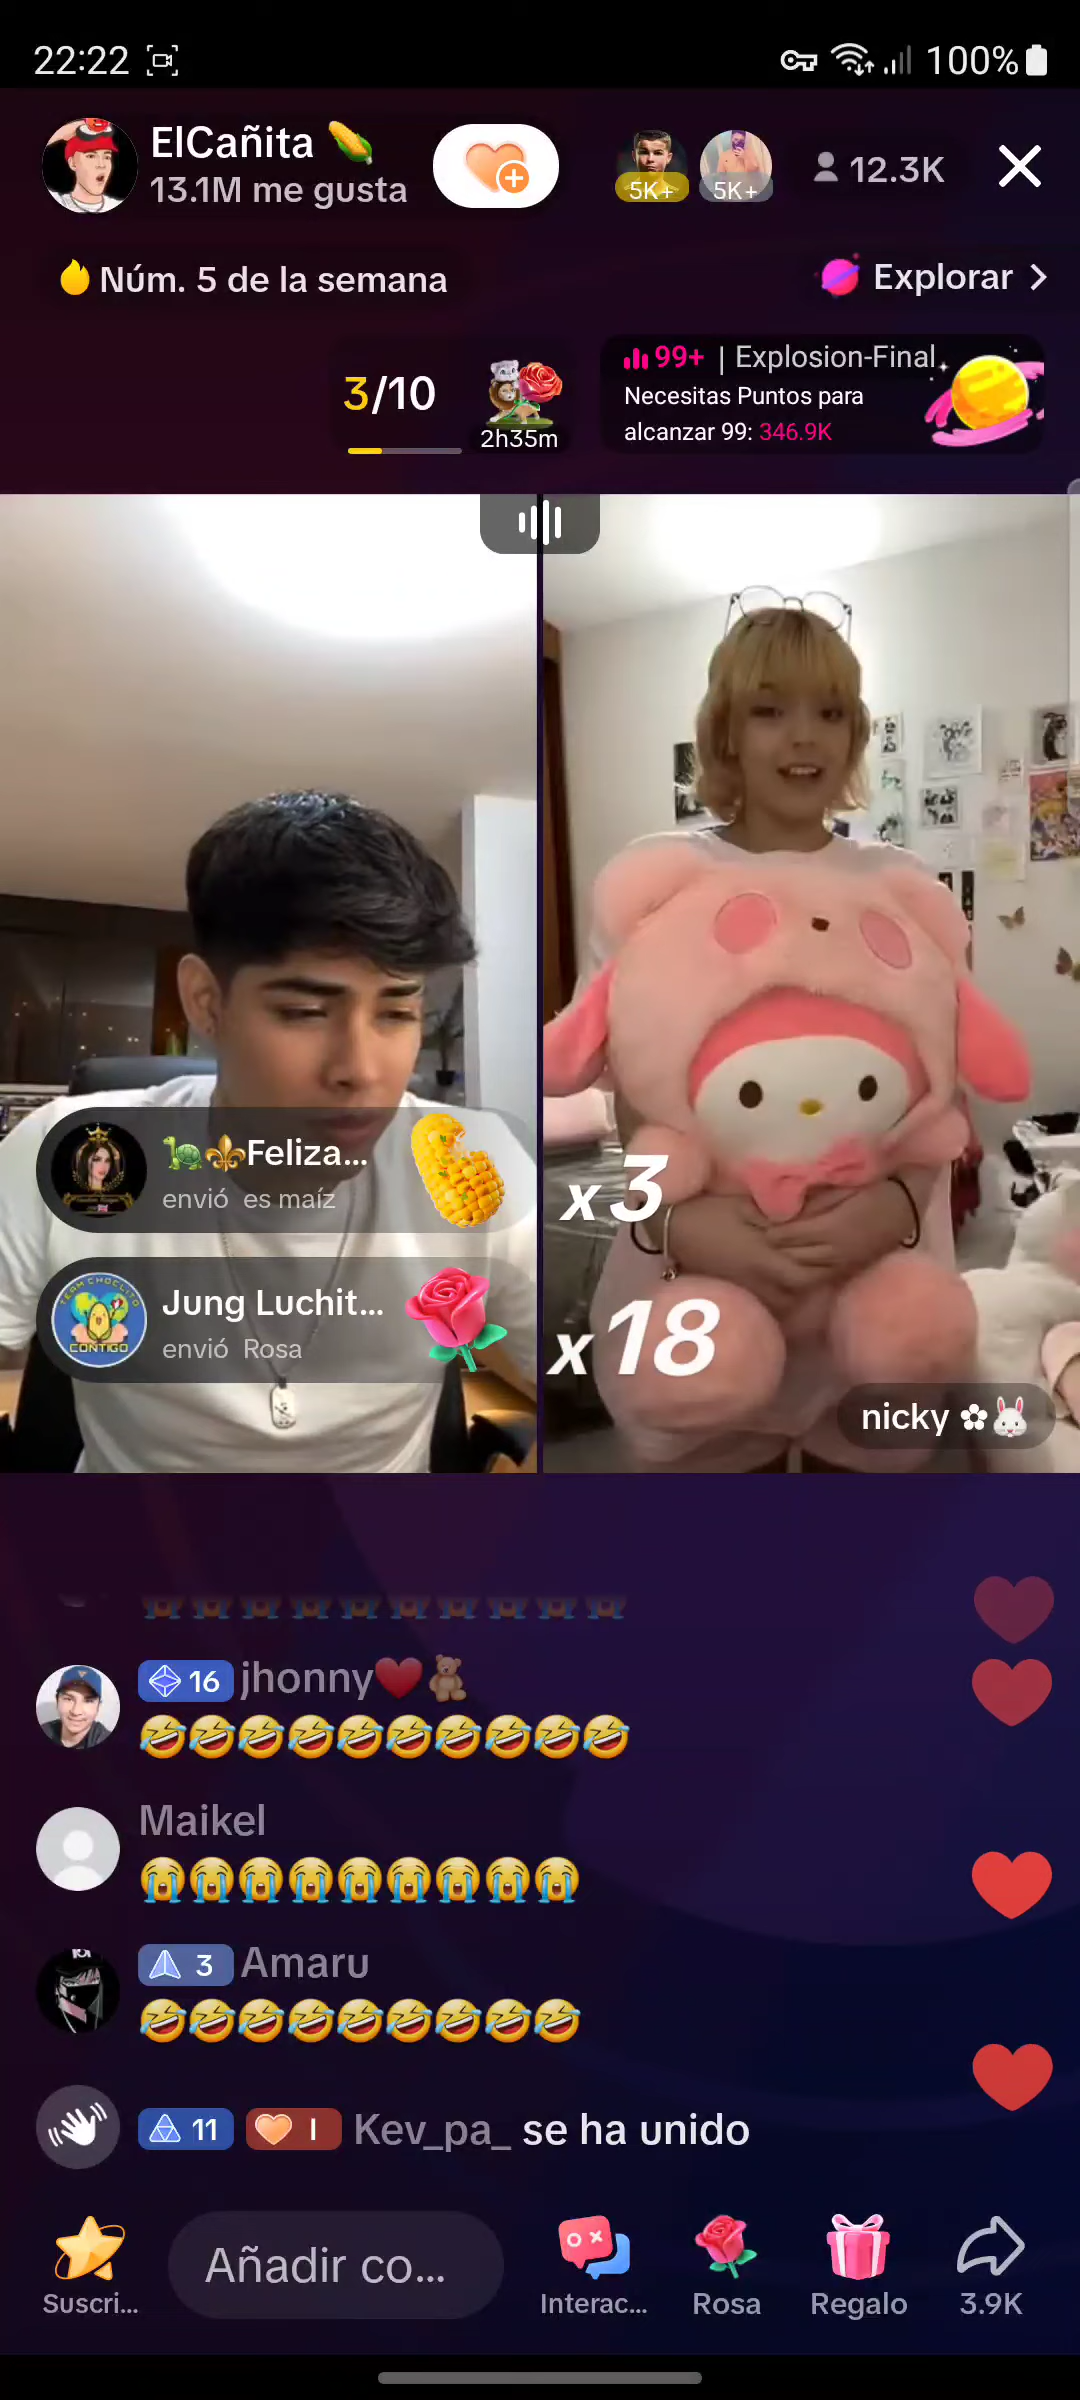 22:22
100%
ElCañita
13.1M me gusta
5K+
5K+
12.3K
Núm. 5 de la semana
Explorar
3/10
2h35m
99+ | Explosion-Final
Necesitas Puntos para
alcanzar 99: 346.9K
Feliza...
envió es maíz
x3
TEAM CHOCLITO
CONTIGO
Jung Luchit...
envió Rosa
x18
nicky
16 jhonny
Maikel
3 Amaru
11 I Kev_pa_ se ha unido
Suscri...
Añadir co...
Interac...
Rosa
Regalo
3.9K